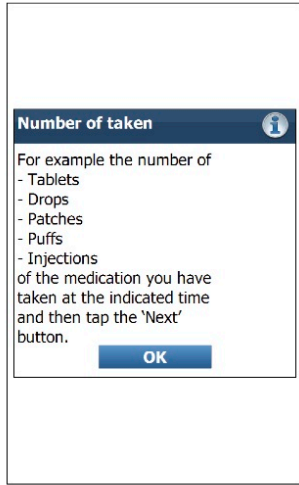 Number of taken
For example the number of
- Tablets
- Drops
- Patches
- Puffs
- Injections
of the medication you have
taken at the indicated time
and then tap the ‘Next’
button.
OK